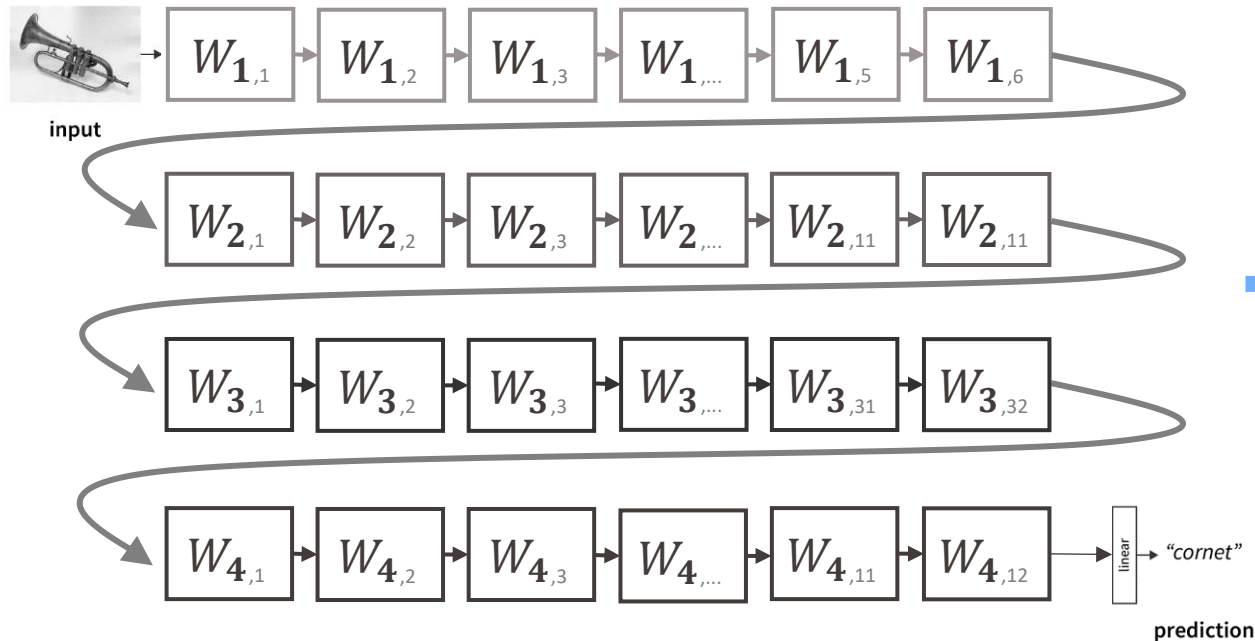 W1,1 W1,2 W1,3 W1,... W1,5 W1,6
input
W2,1 W2,2 W2,3 W2,... W2,11 W2,11
W3,1 W3,2 W3,3 W3,... W3,31 W3,32
W4,1 W4,2 W4,3 W4,... W4,11 W4,12 linear "cornet"
prediction